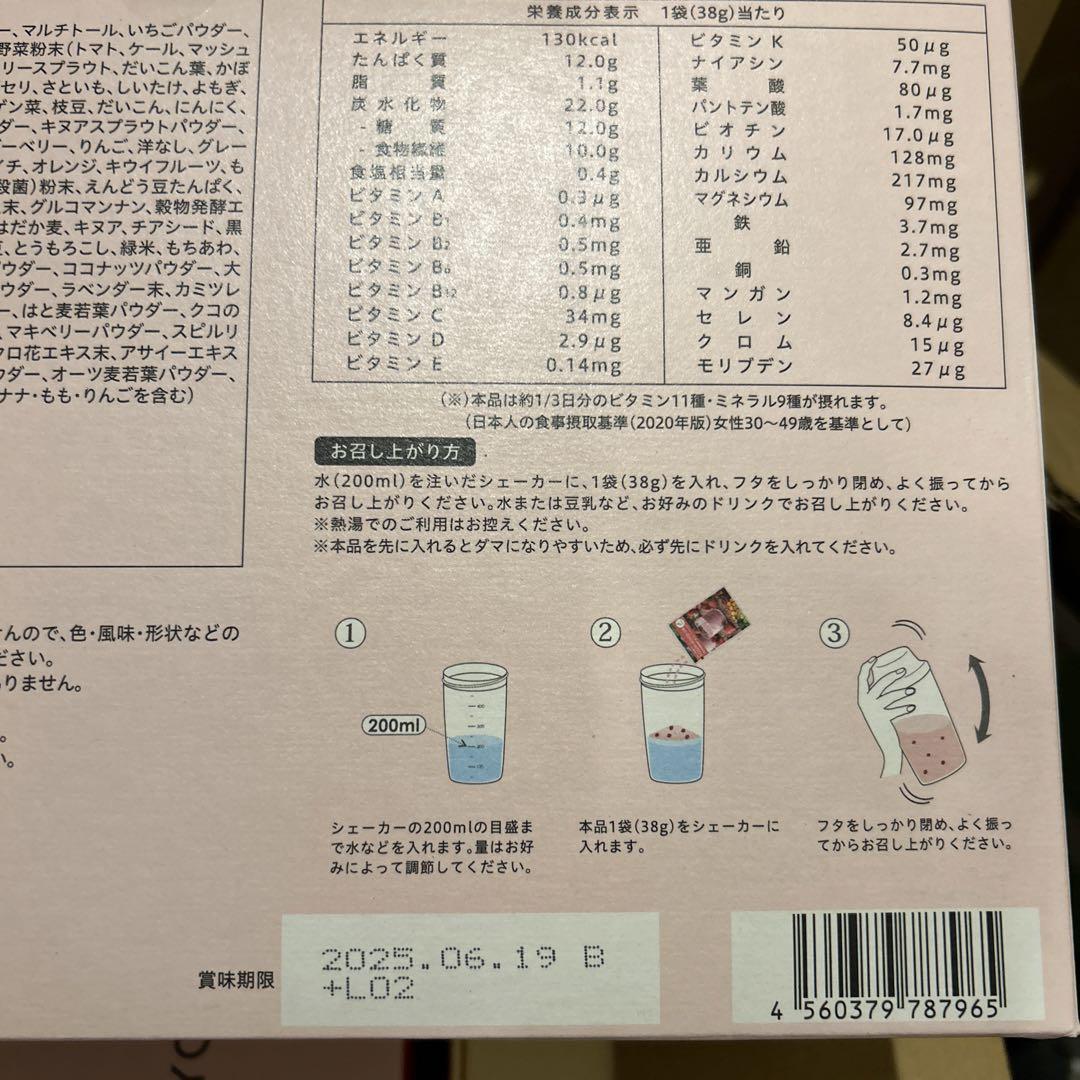 ー、マルチトール、いちごパウダー、
野菜粉末(トマト、ケール、マッシュ
リースプラウト、だいこん葉、かぼ
セリ、さといも、しいたけ、よもぎ、
ゲン菜、枝豆、だいこん、にんにく、
ダー、キヌアスプラウトパウダー、
ーベリー、りんご、洋なし、グレー
イチ、オレンジ、キウイフルーツ、も
殺菌)粉末、えんどう豆たんぱく、
末、グルコマンナン、穀物発酵エ
はだか麦、キヌア、チアシード、黒
、とうもろこし、緑米、もちあわ、
ウダー、ココナッツパウダー、大
ウダー、ラベンダー末、カミツレ
ー、はと麦若葉パウダー、クコの
、マキベリーパウダー、スピルリ
クロ花エキス末、アサイーエキス
ウダー、オーツ麦若葉パウダー、
ナナ・もも・りんごを含む)
栄養成分表示 1袋(38g)当たり
エネルギー 130kcal
たんぱく質 12.0g
脂質 1.1g
炭水化物 22.0g
- 糖質 12.0g
- 食物繊維 10.0g
食塩相当量 0.4g
ビタミンA 0.3μg
ビタミンB₁ 0.4mg
ビタミンB₂ 0.5mg
ビタミンB₆ 0.5mg
ビタミンB₁₂ 0.8μg
ビタミンC 34mg
ビタミンD 2.9μg
ビタミンE 0.14mg
ビタミンK 50μg
ナイアシン 7.7mg
葉酸 80μg
パントテン酸 1.7mg
ビオチン 17.0μg
カリウム 128mg
カルシウム 217mg
マグネシウム 97mg
鉄 3.7mg
亜鉛 2.7mg
銅 0.3mg
マンガン 1.2mg
セレン 8.4μg
クロム 15μg
モリブデン 27μg
(※)本品は約1/3日分のビタミン11種・ミネラル9種が摂れます。
(日本人の食事摂取基準(2020年版)女性30〜49歳を基準として)
お召し上がり方
水(200ml)を注いだシェーカーに、1袋(38g)を入れ、フタをしっかり閉め、よく振ってから
お召し上がりください。水または豆乳など、お好みのドリンクでお召し上がりください。
※熱湯でのご利用はお控えください。
※本品を先に入れるとダマになりやすいため、必ず先にドリンクを入れてください。
んので、色・風味・形状などの
ださい。
りません。
。
い。
①
200ml
シェーカーの200mlの目盛ま
で水などを入れます。量はお好
みによって調節してください。
②
本品1袋(38g)をシェーカーに
入れます。
③
フタをしっかり閉め、よく振っ
てからお召し上がりください。
賞味期限
2025.06.19 B
+L02
4 560379 787965